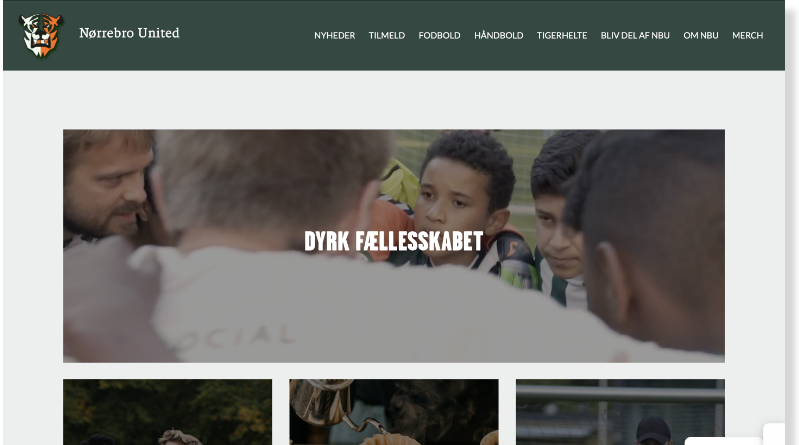 Nørrebro United
NYHEDER TILMELD FODBOLD HÅNDBOLD TIGERHELTE BLIV DEL AF NBU OM NBU MERCH
DYRK FÆLLESSKABET
OCIAL